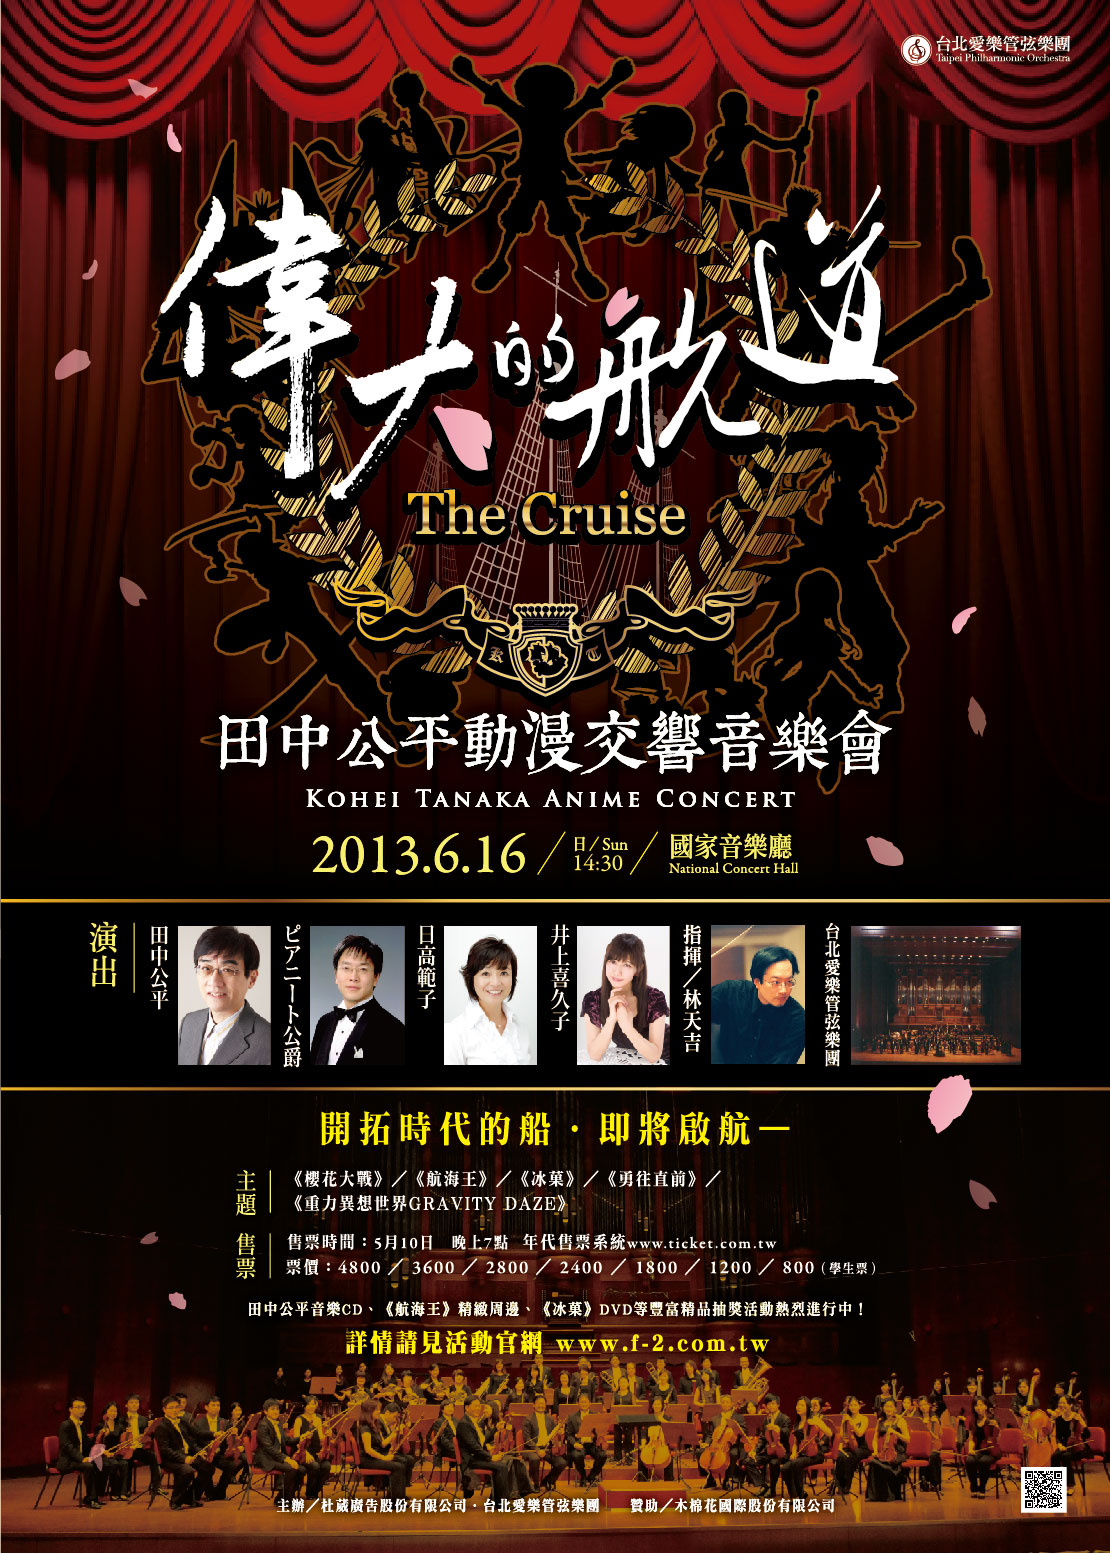 台北愛樂管弦樂團
Taipei Philharmonic Orchestra
偉大的航道
The Cruise
K T
田中公平動漫交響音樂會
KOHEI TANAKA ANIME CONCERT
2013.6.16 ／ 日／Sun 14:30 ／ 國家音樂廳 National Concert Hall
演出
田中公平
ピアニート公爵
日高範子
井上喜久子
指揮／林天吉
台北愛樂管弦樂團
開拓時代的船・即將啟航—
主題
《櫻花大戰》／《航海王》／《冰菓》／《勇往直前》／
《重力異想世界GRAVITY DAZE》
售票
售票時間：5月10日 晚上7點 年代售票系統www.ticket.com.tw
票價：4800 ／ 3600 ／ 2800 ／ 2400 ／ 1800 ／ 1200 ／ 800（學生票）
田中公平音樂CD、《航海王》精緻周邊、《冰菓》DVD等豐富精品抽獎活動熱烈進行中！
詳情請見活動官網 www.f-2.com.tw
主辦／杜葳廣告股份有限公司・台北愛樂管弦樂團 贊助／木棉花國際股份有限公司